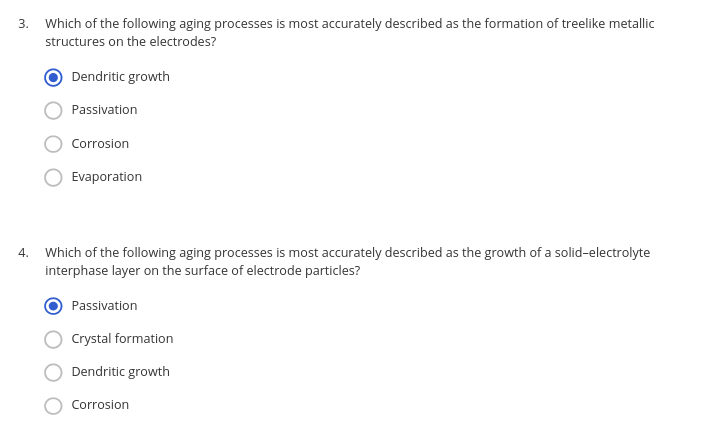 3. Which of the following aging processes is most accurately described as the formation of treelike metallic
structures on the electrodes?
Dendritic growth
Passivation
Corrosion
Evaporation
4. Which of the following aging processes is most accurately described as the growth of a solid–electrolyte
interphase layer on the surface of electrode particles?
Passivation
Crystal formation
Dendritic growth
Corrosion